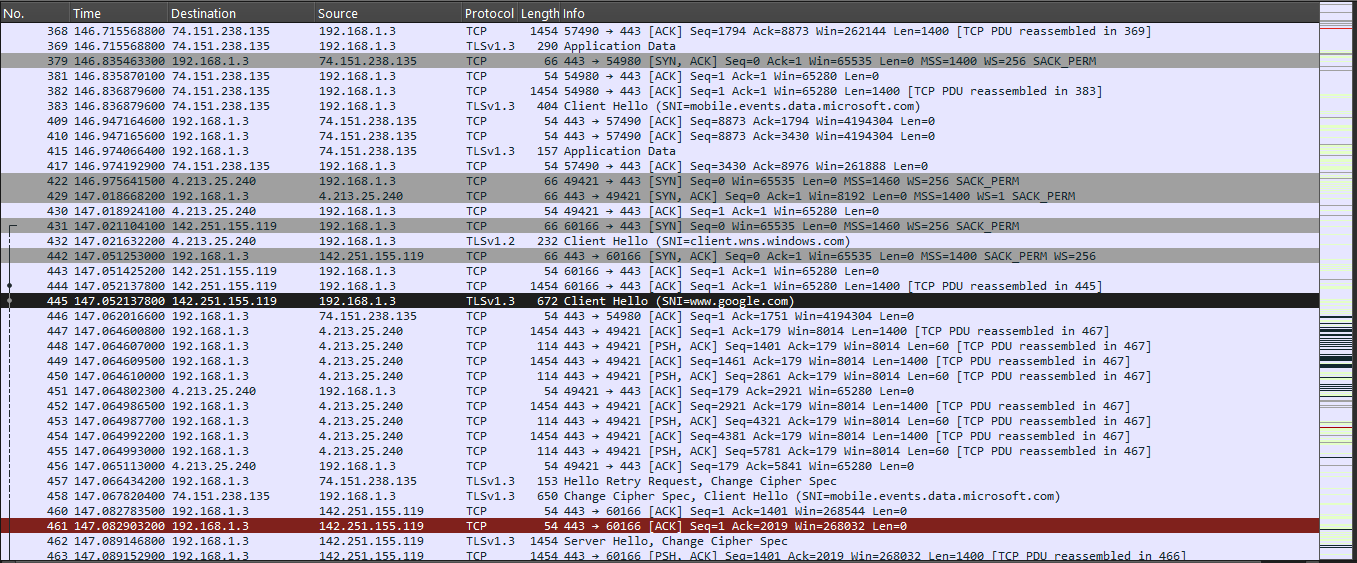 No. Time Destination Source Protocol Length Info
368 146.715568800 74.151.238.135 192.168.1.3 TCP 1454 57490 → 443 [ACK] Seq=1794 Ack=8873 Win=262144 Len=1400 [TCP PDU reassembled in 369]
369 146.715568800 74.151.238.135 192.168.1.3 TLSv1.3 290 Application Data
379 146.835463300 192.168.1.3 74.151.238.135 TCP 66 443 → 54980 [SYN, ACK] Seq=0 Ack=1 Win=65535 Len=0 MSS=1400 WS=256 SACK_PERM
381 146.835870100 74.151.238.135 192.168.1.3 TCP 54 54980 → 443 [ACK] Seq=1 Ack=1 Win=65280 Len=0
382 146.836879600 74.151.238.135 192.168.1.3 TCP 1454 54980 → 443 [ACK] Seq=1 Ack=1 Win=65280 Len=1400 [TCP PDU reassembled in 383]
383 146.836879600 74.151.238.135 192.168.1.3 TLSv1.3 404 Client Hello (SNI=mobile.events.data.microsoft.com)
409 146.947164600 192.168.1.3 74.151.238.135 TCP 54 443 → 57490 [ACK] Seq=8873 Ack=1794 Win=4194304 Len=0
410 146.947165600 192.168.1.3 74.151.238.135 TCP 54 443 → 57490 [ACK] Seq=8873 Ack=3430 Win=4194304 Len=0
415 146.974066400 192.168.1.3 74.151.238.135 TLSv1.3 157 Application Data
417 146.974192900 74.151.238.135 192.168.1.3 TCP 54 57490 → 443 [ACK] Seq=3430 Ack=8976 Win=261888 Len=0
422 146.975641500 4.213.25.240 192.168.1.3 TCP 66 49421 → 443 [SYN] Seq=0 Win=65535 Len=0 MSS=1460 WS=256 SACK_PERM
429 147.018668200 192.168.1.3 4.213.25.240 TCP 66 443 → 49421 [SYN, ACK] Seq=0 Ack=1 Win=8192 Len=0 MSS=1400 WS=1 SACK_PERM
430 147.018924100 4.213.25.240 192.168.1.3 TCP 54 49421 → 443 [ACK] Seq=1 Ack=1 Win=65280 Len=0
431 147.021104100 142.251.155.119 192.168.1.3 TCP 66 60166 → 443 [SYN] Seq=0 Win=65535 Len=0 MSS=1460 WS=256 SACK_PERM
432 147.021632200 4.213.25.240 192.168.1.3 TLSv1.2 232 Client Hello (SNI=client.wns.windows.com)
442 147.051253000 192.168.1.3 142.251.155.119 TCP 66 443 → 60166 [SYN, ACK] Seq=0 Ack=1 Win=65535 Len=0 MSS=1400 SACK_PERM WS=256
443 147.051425200 142.251.155.119 192.168.1.3 TCP 54 60166 → 443 [ACK] Seq=1 Ack=1 Win=65280 Len=0
444 147.052137800 142.251.155.119 192.168.1.3 TCP 1454 60166 → 443 [ACK] Seq=1 Ack=1 Win=65280 Len=1400 [TCP PDU reassembled in 445]
445 147.052137800 142.251.155.119 192.168.1.3 TLSv1.3 672 Client Hello (SNI=www.google.com)
446 147.062016600 192.168.1.3 74.151.238.135 TCP 54 443 → 54980 [ACK] Seq=1 Ack=1751 Win=4194304 Len=0
447 147.064600800 192.168.1.3 4.213.25.240 TCP 1454 443 → 49421 [ACK] Seq=1 Ack=179 Win=8014 Len=1400 [TCP PDU reassembled in 467]
448 147.064607000 192.168.1.3 4.213.25.240 TCP 114 443 → 49421 [PSH, ACK] Seq=1401 Ack=179 Win=8014 Len=60 [TCP PDU reassembled in 467]
449 147.064609500 192.168.1.3 4.213.25.240 TCP 1454 443 → 49421 [ACK] Seq=1461 Ack=179 Win=8014 Len=1400 [TCP PDU reassembled in 467]
450 147.064610000 192.168.1.3 4.213.25.240 TCP 114 443 → 49421 [PSH, ACK] Seq=2861 Ack=179 Win=8014 Len=60 [TCP PDU reassembled in 467]
451 147.064802300 4.213.25.240 192.168.1.3 TCP 54 49421 → 443 [ACK] Seq=179 Ack=2921 Win=65280 Len=0
452 147.064986500 192.168.1.3 4.213.25.240 TCP 1454 443 → 49421 [ACK] Seq=2921 Ack=179 Win=8014 Len=1400 [TCP PDU reassembled in 467]
453 147.064987700 192.168.1.3 4.213.25.240 TCP 114 443 → 49421 [PSH, ACK] Seq=4321 Ack=179 Win=8014 Len=60 [TCP PDU reassembled in 467]
454 147.064992200 192.168.1.3 4.213.25.240 TCP 1454 443 → 49421 [ACK] Seq=4381 Ack=179 Win=8014 Len=1400 [TCP PDU reassembled in 467]
455 147.064993000 192.168.1.3 4.213.25.240 TCP 114 443 → 49421 [PSH, ACK] Seq=5781 Ack=179 Win=8014 Len=60 [TCP PDU reassembled in 467]
456 147.065113000 4.213.25.240 192.168.1.3 TCP 54 49421 → 443 [ACK] Seq=179 Ack=5841 Win=65280 Len=0
457 147.066434200 192.168.1.3 74.151.238.135 TLSv1.3 153 Hello Retry Request, Change Cipher Spec
458 147.067820400 74.151.238.135 192.168.1.3 TLSv1.3 650 Change Cipher Spec, Client Hello (SNI=mobile.events.data.microsoft.com)
460 147.082783500 192.168.1.3 142.251.155.119 TCP 54 443 → 60166 [ACK] Seq=1 Ack=1401 Win=268544 Len=0
461 147.082903200 192.168.1.3 142.251.155.119 TCP 54 443 → 60166 [ACK] Seq=1 Ack=2019 Win=268032 Len=0
462 147.089146800 192.168.1.3 142.251.155.119 TLSv1.3 1454 Server Hello, Change Cipher Spec
463 147.089152900 192.168.1.3 142.251.155.119 TCP 1454 443 → 60166 [PSH, ACK] Seq=1401 Ack=2019 Win=268032 Len=1400 [TCP PDU reassembled in 466]